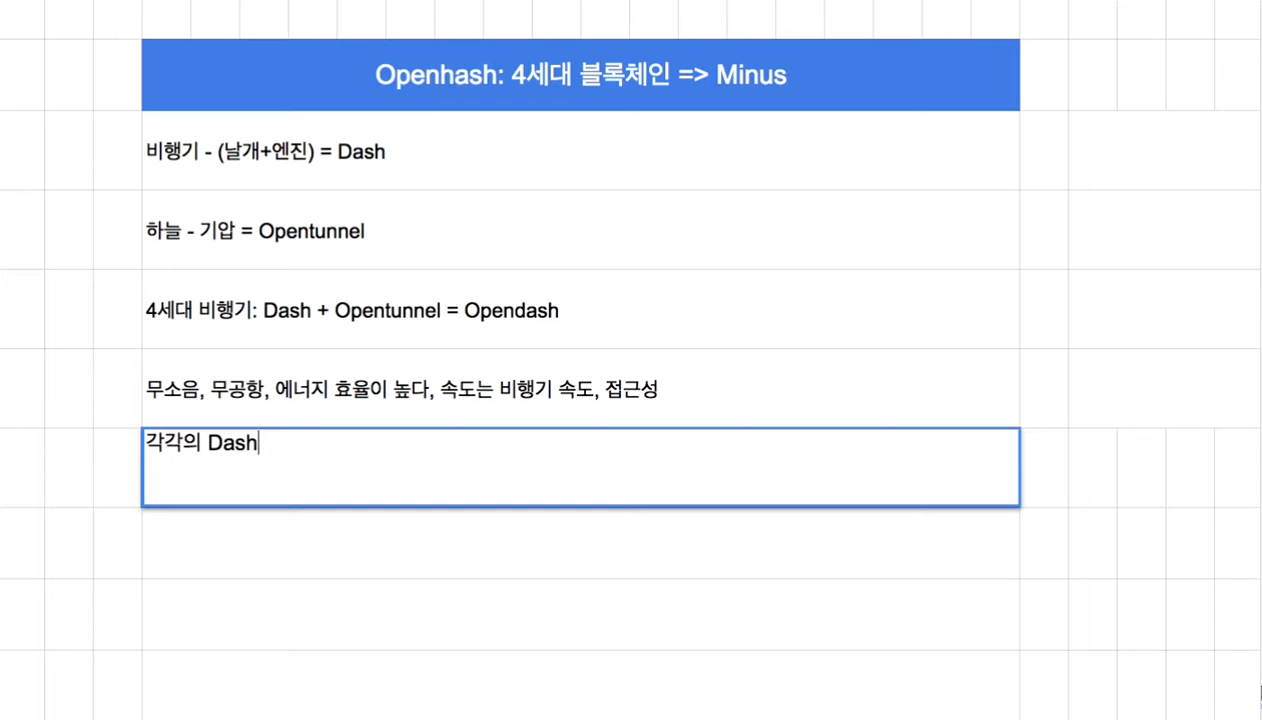 Openhash: 4세대 블록체인 => Minus
비행기 - (날개+엔진) = Dash
하늘 - 기압 = Opentunnel
4세대 비행기: Dash + Opentunnel = Opendash
무소음, 무공항, 에너지 효율이 높다, 속도는 비행기 속도, 접근성
각각의 Dash